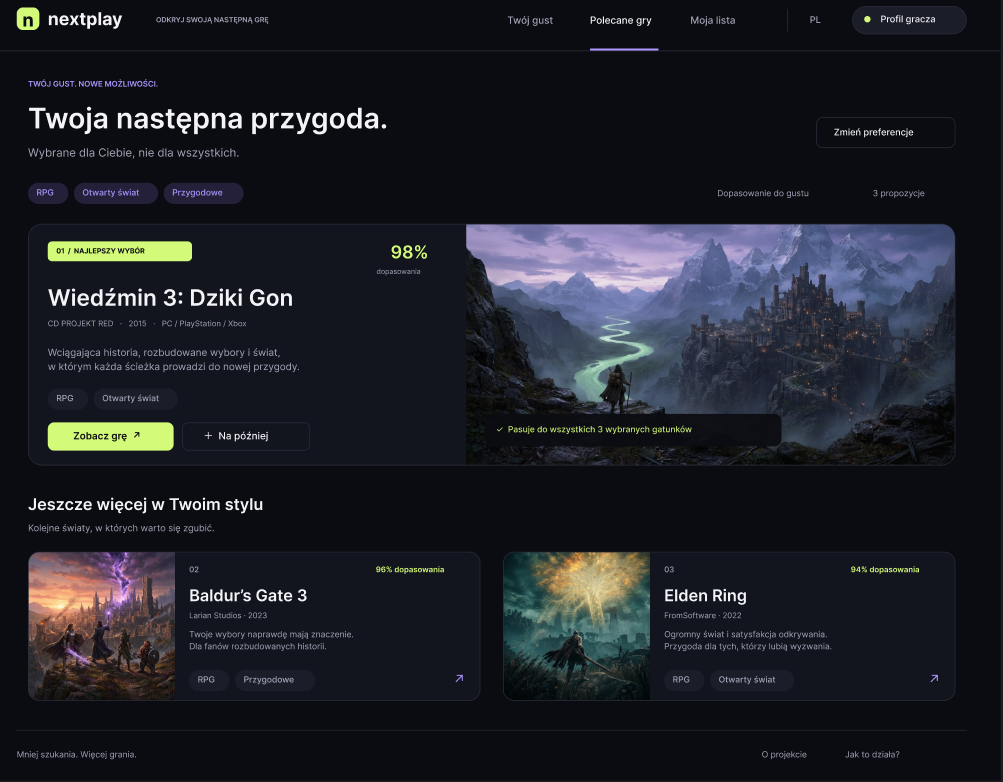 n nextplay
ODKRYJ SWOJĄ NASTĘPNĄ GRĘ
Twój gust
Polecane gry
Moja lista
PL
Profil gracza
TWÓJ GUST. NOWE MOŻLIWOŚCI.
Twoja następna przygoda.
Wybrane dla Ciebie, nie dla wszystkich.
Zmień preferencje
RPG
Otwarty świat
Przygodowe
Dopasowanie do gustu
3 propozycje
01 / NAJLEPSZY WYBÓR
98%
dopasowania
Wiedźmin 3: Dziki Gon
CD PROJEKT RED · 2015 · PC / PlayStation / Xbox
Wciągająca historia, rozbudowane wybory i świat,
w którym każda ścieżka prowadzi do nowej przygody.
RPG
Otwarty świat
Zobacz grę ↗
+ Na później
✓ Pasuje do wszystkich 3 wybranych gatunków
Jeszcze więcej w Twoim stylu
Kolejne światy, w których warto się zgubić.
02
96% dopasowania
Baldur’s Gate 3
Larian Studios · 2023
Twoje wybory naprawdę mają znaczenie.
Dla fanów rozbudowanych historii.
RPG
Przygodowe
↗
03
94% dopasowania
Elden Ring
FromSoftware · 2022
Ogromny świat i satysfakcja odkrywania.
Przygoda dla tych, którzy lubią wyzwania.
RPG
Otwarty świat
↗
Mniej szukania. Więcej grania.
O projekcie
Jak to działa?